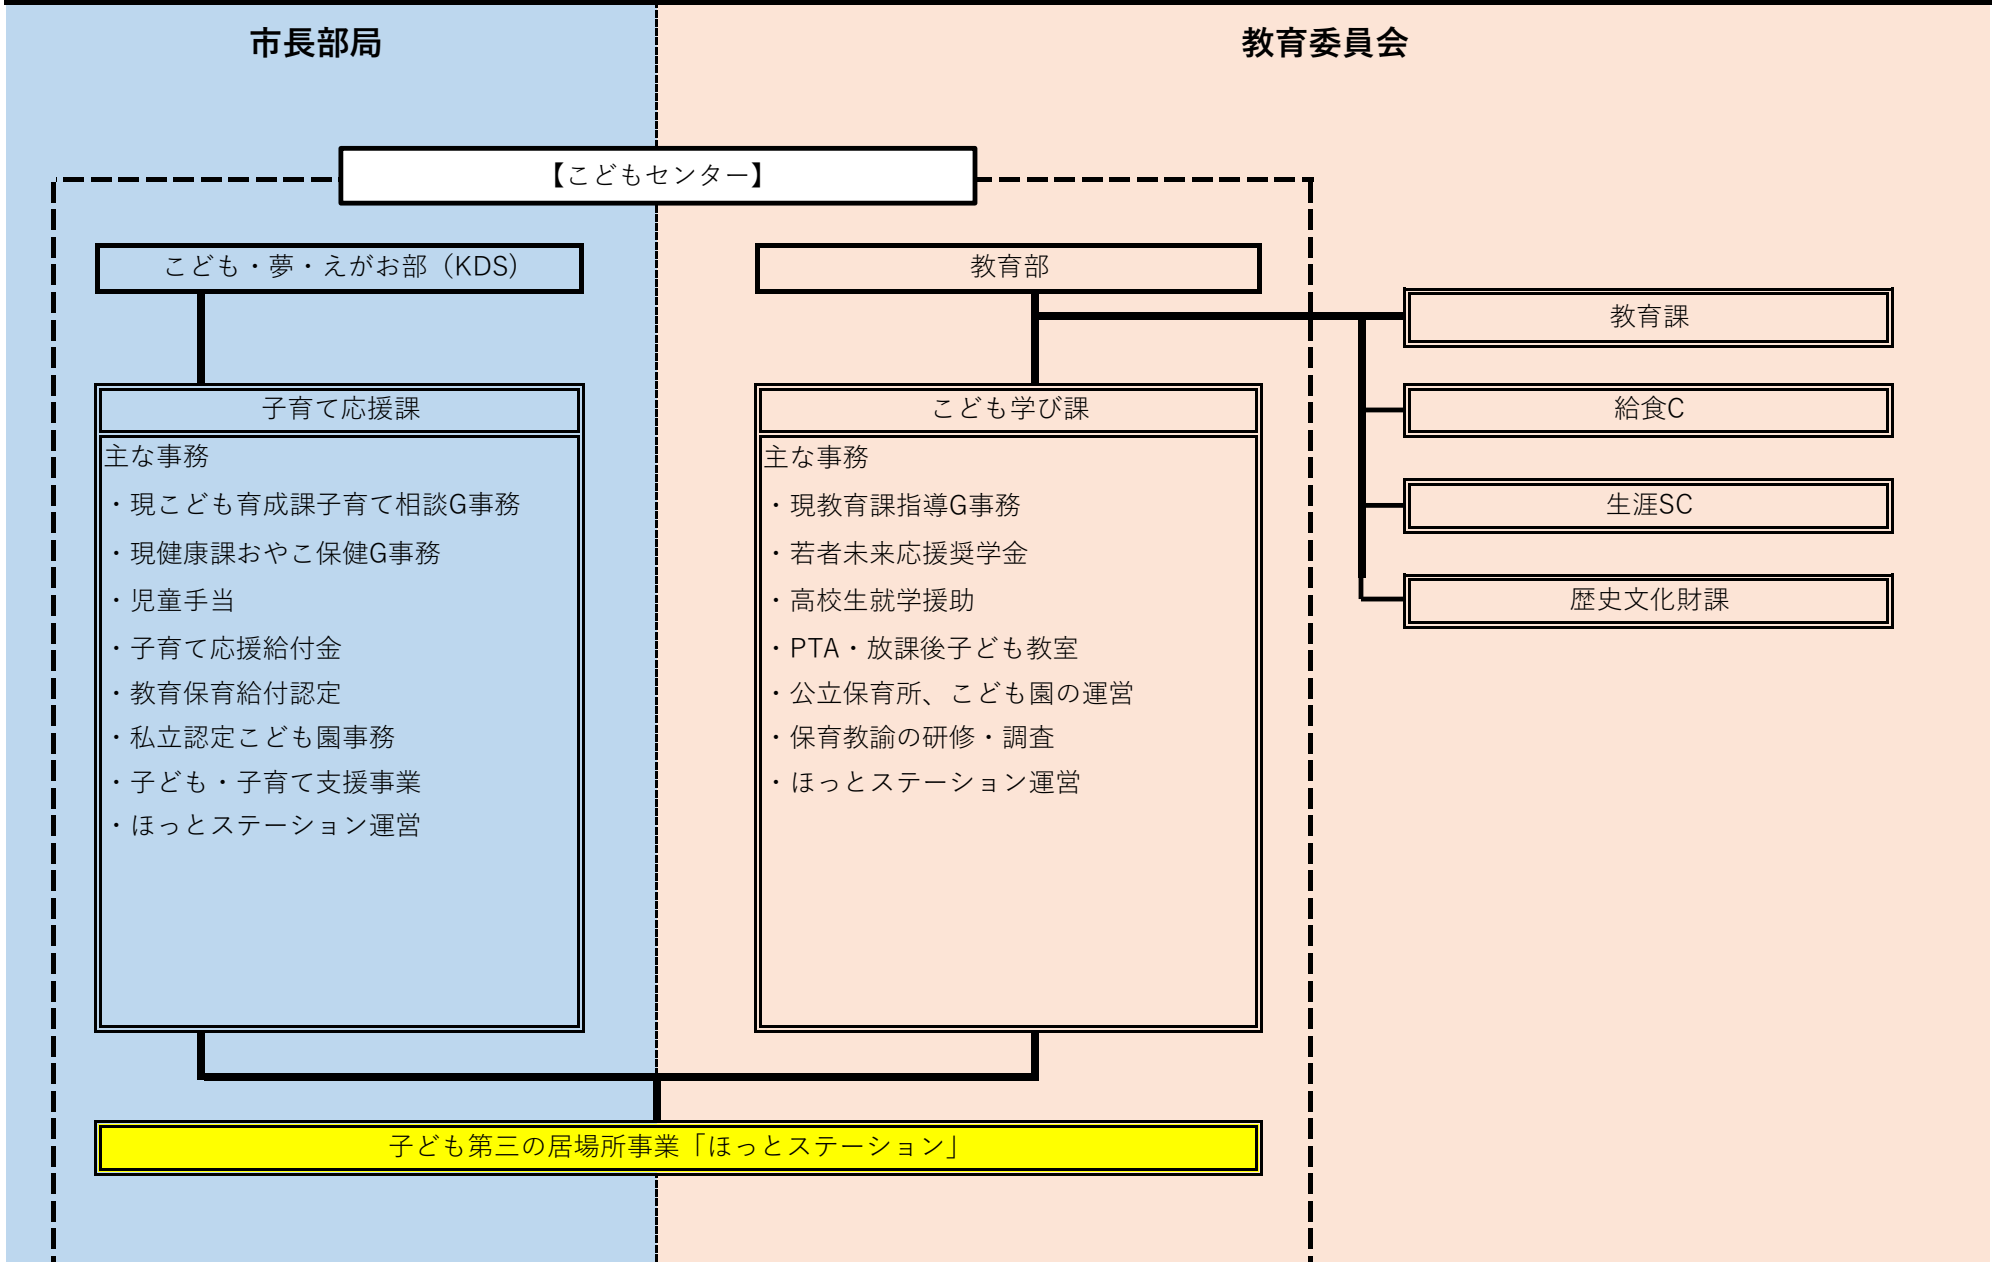 市長部局
教育委員会
【こどもセンター】
こども・夢・えがお部（KDS）
子育て応援課
主な事務
・現こども育成課子育て相談G事務
・現健康課おやこ保健G事務
・児童手当
・子育て応援給付金
・教育保育給付認定
・私立認定こども園事務
・子ども・子育て支援事業
・ほっとステーション運営
教育部
こども学び課
主な事務
・現教育課指導G事務
・若者未来応援奨学金
・高校生就学援助
・PTA・放課後子ども教室
・公立保育所、こども園の運営
・保育教諭の研修・調査
・ほっとステーション運営
教育課
給食C
生涯SC
歴史文化財課
子ども第三の居場所事業「ほっとステーション」